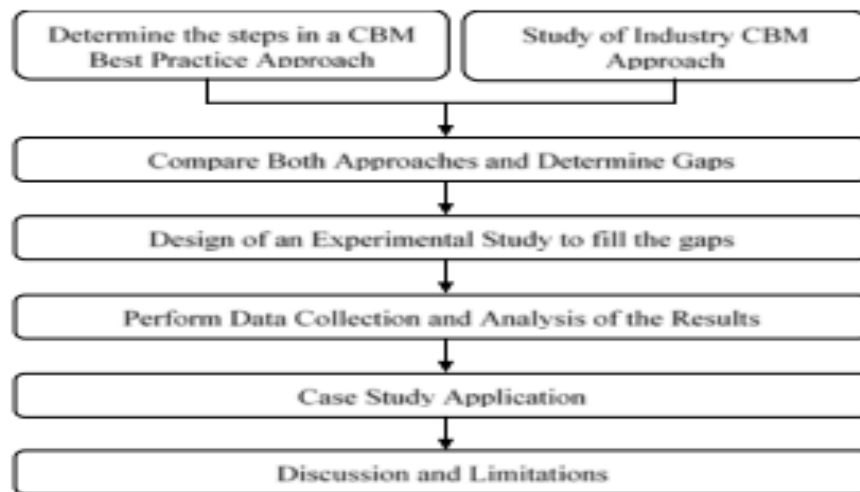 Determine the steps in a CBM
Best Practice Approach
Study of Industry CBM
Approach
Compare Both Approaches and Determine Gaps
Design of an Experimental Study to fill the gaps
Perform Data Collection and Analysis of the Results
Case Study Application
Discussion and Limitations